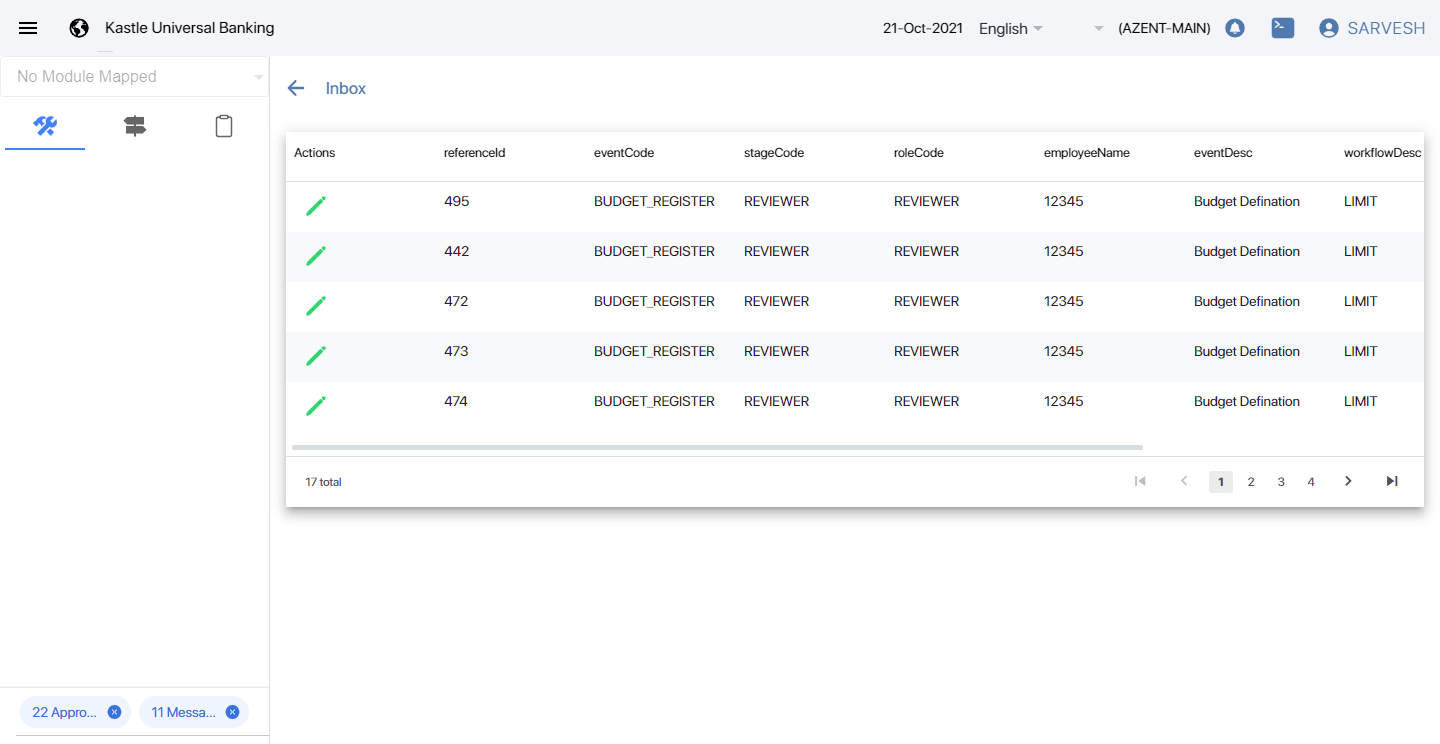 Kastle Universal Banking
21-Oct-2021 English (AZENT-MAIN) SARVESH
No Module Mapped
Inbox
Actions referenceId eventCode stageCode roleCode employeeName eventDesc workflowDesc
495 BUDGET_REGISTER REVIEWER REVIEWER 12345 Budget Defination LIMIT
442 BUDGET_REGISTER REVIEWER REVIEWER 12345 Budget Defination LIMIT
472 BUDGET_REGISTER REVIEWER REVIEWER 12345 Budget Defination LIMIT
473 BUDGET_REGISTER REVIEWER REVIEWER 12345 Budget Defination LIMIT
474 BUDGET_REGISTER REVIEWER REVIEWER 12345 Budget Defination LIMIT
17 total 1 2 3 4
22 Appro... 11 Messa...